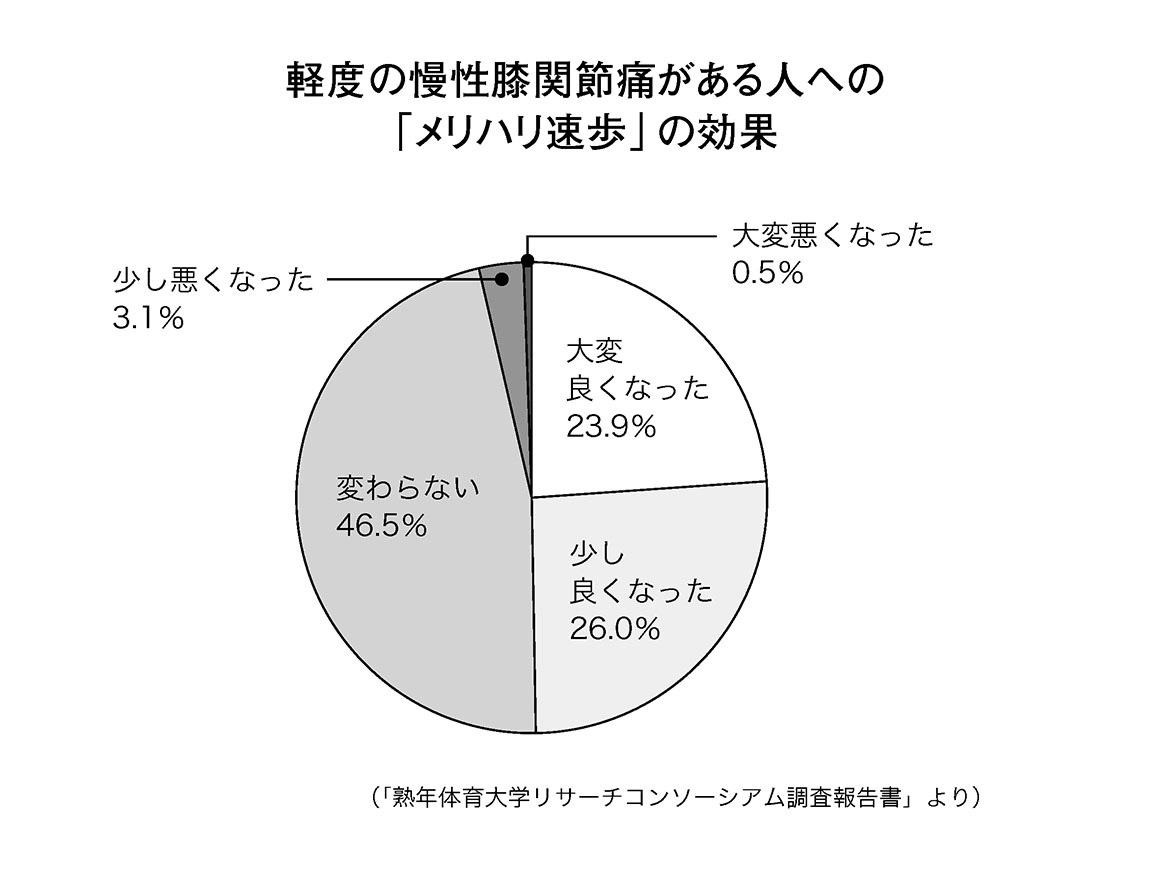 軽度の慢性膝関節痛がある人への
「メリハリ速歩」の効果
大変悪くなった
0.5%
少し悪くなった
3.1%
大変
良くなった
23.9%
変わらない
46.5%
少し
良くなった
26.0%
(「熟年体育大学リサーチコンソーシアム調査報告書」より)